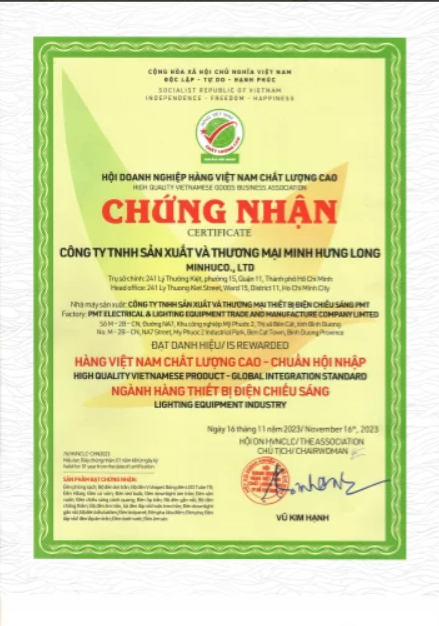 CỘNG HÒA XÃ HỘI CHỦ NGHĨA VIỆT NAM
ĐỘC LẬP - TỰ DO - HẠNH PHÚC
SOCIALIST REPUBLIC OF VIETNAM
INDEPENDENCE - FREEDOM - HAPPINESS
HÀNG VIỆT NAM
CHẤT LƯỢNG CAO
HỘI DOANH NGHIỆP HÀNG VIỆT NAM CHẤT LƯỢNG CAO
HIGH QUALITY VIETNAMESE GOODS BUSINESS ASSOCIATION
CHỨNG NHẬN
CERTIFICATE
CÔNG TY TNHH SẢN XUẤT VÀ THƯƠNG MẠI MINH HƯNG LONG
MINHUCO., LTD
Trụ sở chính: 241 Lý Thường Kiệt, phường 15, Quận 11, Thành phố Hồ Chí Minh
Head office: 241 Ly Thuong Net Street, Ward 15, District 11, Ho Chi Minh City
Nhà máy sản xuất: CÔNG TY TNHH SẢN XUẤT VÀ THƯƠNG MẠI THIẾT BỊ ĐIỆN CHIẾU SÁNG PMT
Factory: PMT ELECTRICAL & LIGHTING EQUIPMENT TRADE AND MANUFACTURE COMPANY LIMTED
Số M - 2B - CN, Đường NA7, Khu công nghiệp Mỹ Phước 2, Thị xã Bến Cát, tỉnh Bình Dương
No. M - 2B - CN, NA7 Street, My Phuoc 2 Industrial Park, Ben Cat Town, Binh Duong Province
ĐẠT DANH HIỆU/ IS REWARDED
HÀNG VIỆT NAM CHẤT LƯỢNG CAO - CHUẨN HỘI NHẬP
HIGH QUALITY VIETNAMESE PRODUCT - GLOBAL INTEGRATION STANDARD
NGÀNH HÀNG THIẾT BỊ ĐIỆN CHIẾU SÁNG
LIGHTING EQUIPMENT INDUSTRY
Ngày 16 tháng 11 năm 2023/ November 16th, 2023
HỘI DN HVNCLC/ THE ASSOCIATION
CHỦ TỊCH/ CHAIRWOMAN
SẢN PHẨM ĐẠT CHỨNG NHẬN:
VŨ KIM HẠNH